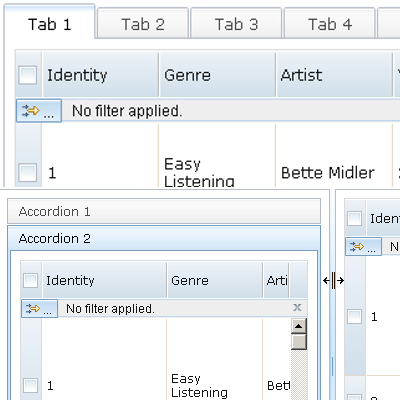 Tab 1 Tab 2 Tab 3 Tab 4
Identity Genre Artist
... No filter applied.
1 Easy Listening Bette Midler
Accordion 1
Accordion 2
Identity Genre Arti
... No filter applied. x
1 Easy Listening Bett
Iden
... N
1